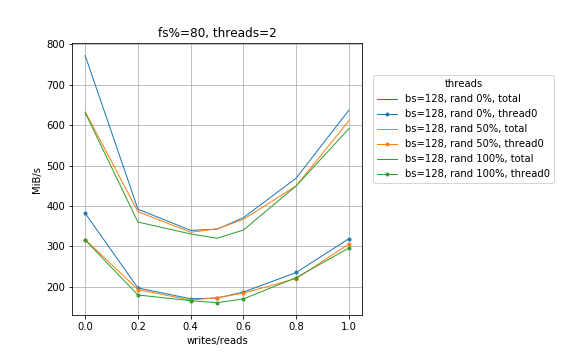 fs%=80, threads=2
800
700
600
500
400
300
200
MiB/s
0.0 0.2 0.4 0.6 0.8 1.0
writes/reads
threads
bs=128, rand 0%, total
bs=128, rand 0%, thread0
bs=128, rand 50%, total
bs=128, rand 50%, thread0
bs=128, rand 100%, total
bs=128, rand 100%, thread0